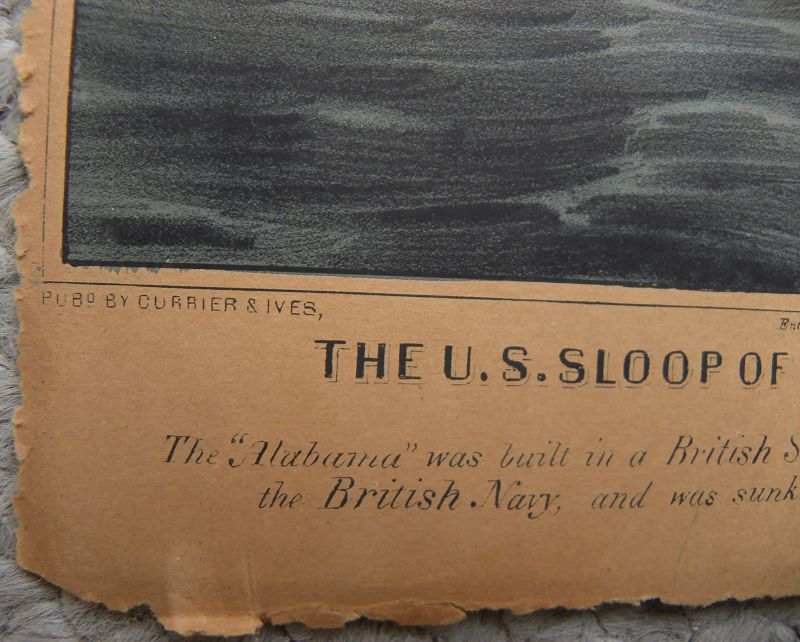 PUBD BY CURRIER & IVES,
THE U.S. SLOOP OF
The "Alabama" was built in a British
the British Navy, and was sunk